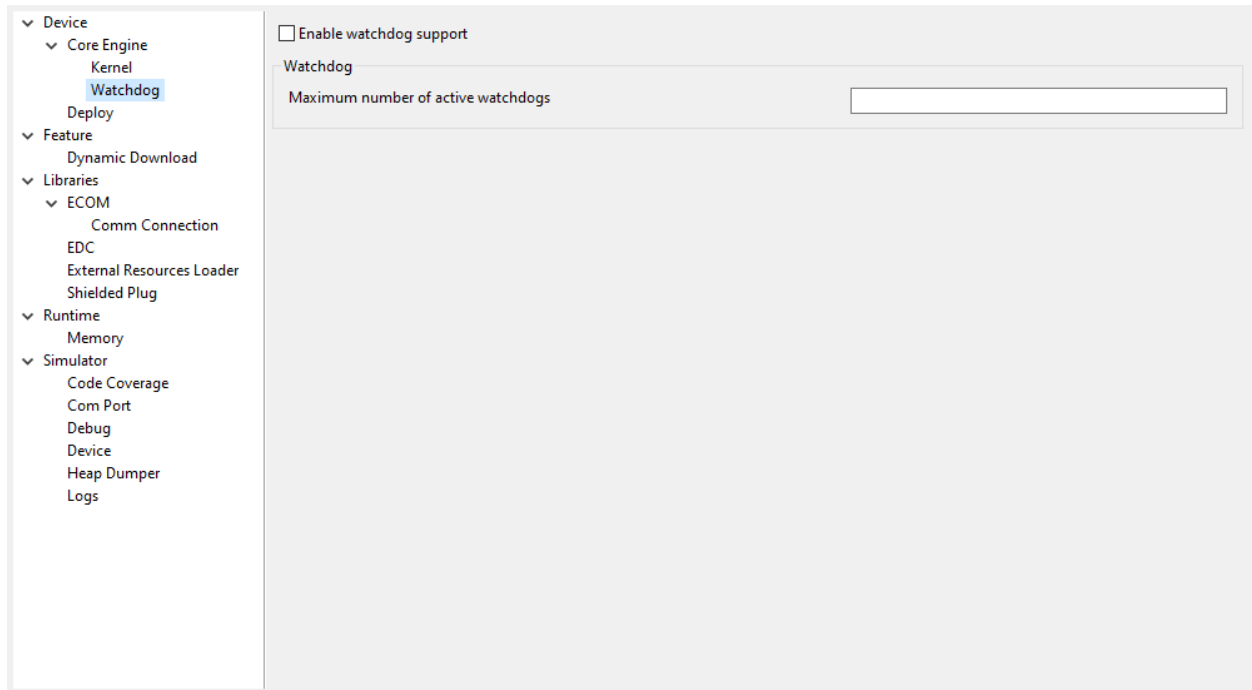 Device
Core Engine
Kernel
Watchdog
Deploy
Feature
Dynamic Download
Libraries
ECOM
Comm Connection
EDC
External Resources Loader
Shielded Plug
Runtime
Memory
Simulator
Code Coverage
Com Port
Debug
Device
Heap Dumper
Logs
Enable watchdog support
Watchdog
Maximum number of active watchdogs